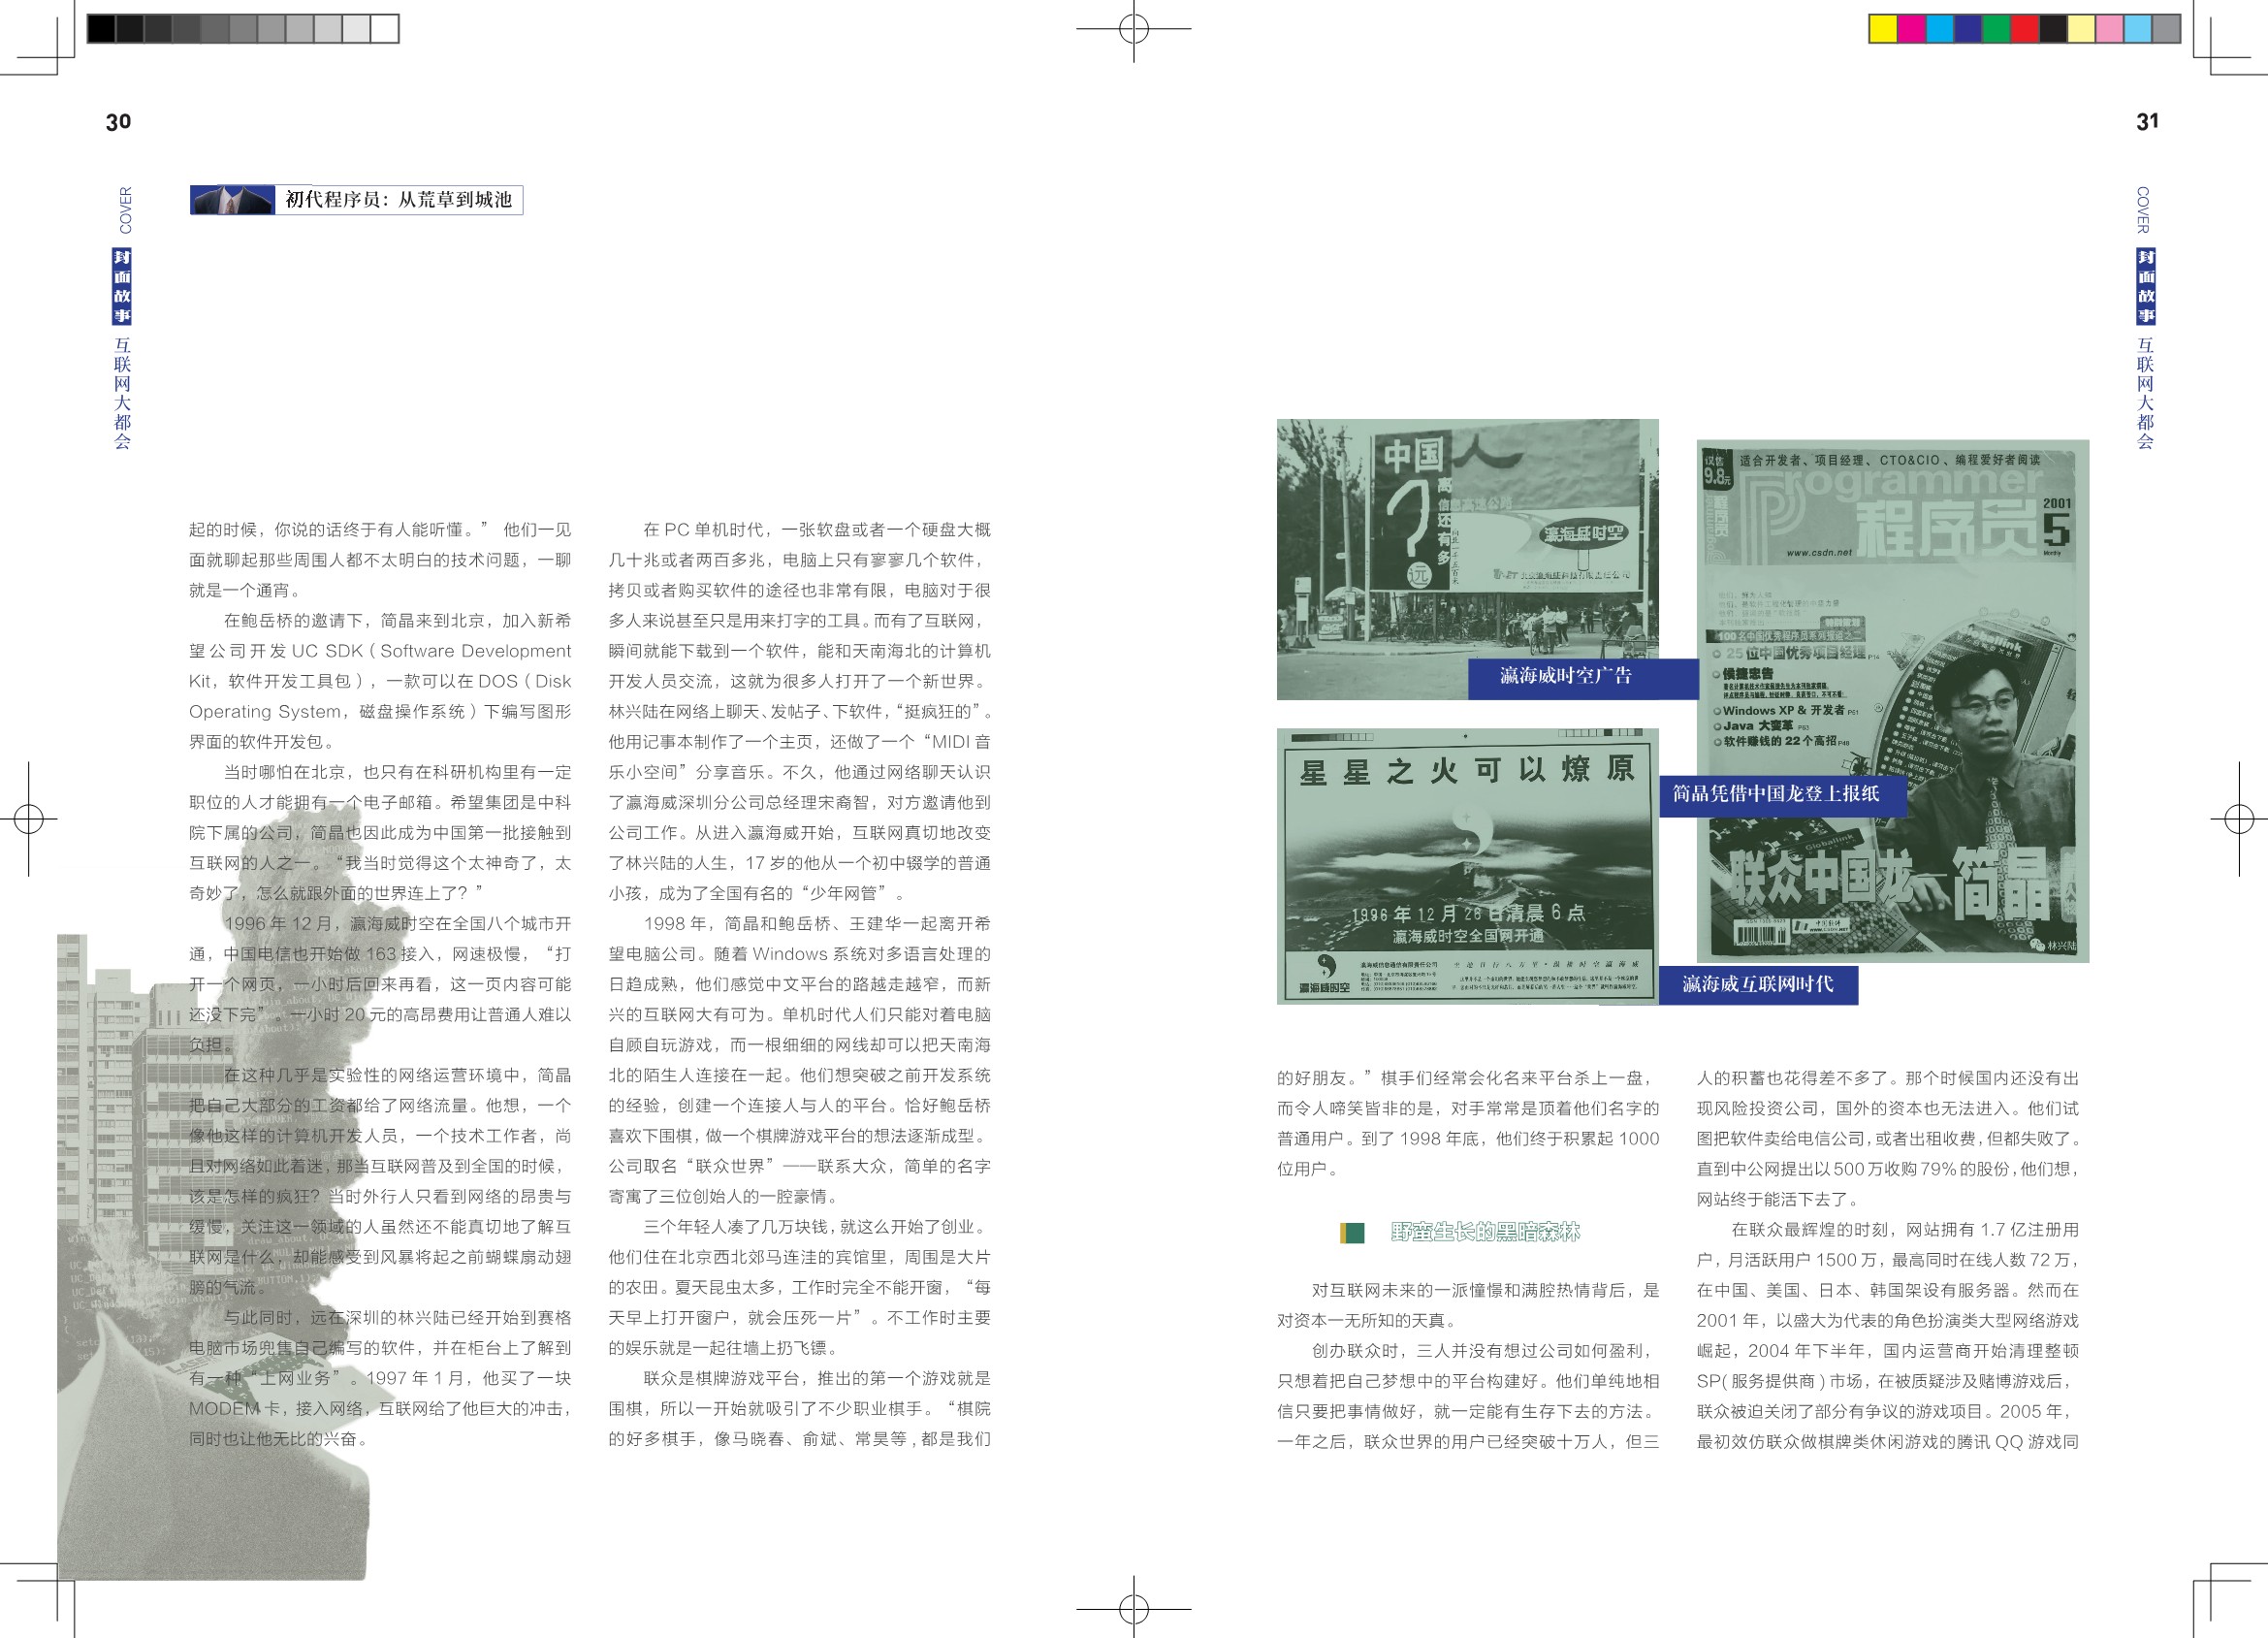 30
COVER
封面故事
互联网大都会
初代程序员：从荒草到城池
起的时候，你说的话终于有人能听懂。” 他们一见
面就聊起那些周围人都不太明白的技术问题，一聊
就是一个通宵。
在鲍岳桥的邀请下，简晶来到北京，加入新希
望公司开发 UC SDK（Software Development
Kit，软件开发工具包），一款可以在 DOS（Disk
Operating System，磁盘操作系统）下编写图形
界面的软件开发包。
当时哪怕在北京，也只有在科研机构里有一定
职位的人才能拥有一个电子邮箱。希望集团是中科
院下属的公司，简晶也因此成为中国第一批接触到
互联网的人之一。“我当时觉得这个太神奇了，太
奇妙了，怎么就跟外面的世界连上了？”
1996 年 12 月，瀛海威时空在全国八个城市开
通，中国电信也开始做 163 接入，网速极慢，“打
开一个网页，一小时后回来再看，这一页内容可能
还没下完”。一小时 20 元的高昂费用让普通人难以
负担。
在这种几乎是实验性的网络运营环境中，简晶
把自己大部分的工资都给了网络流量。他想，一个
像他这样的计算机开发人员，一个技术工作者，尚
且对网络如此着迷，那当互联网普及到全国的时候，
该是怎样的疯狂？当时外行人只看到网络的昂贵与
缓慢，关注这一领域的人虽然还不能真切地了解互
联网是什么，却能感受到风暴将起之前蝴蝶扇动翅
膀的气流。
与此同时，远在深圳的林兴陆已经开始到赛格
电脑市场兜售自己编写的软件，并在柜台上了解到
有一种“上网业务”。1997 年 1 月，他买了一块
MODEM 卡，接入网络，互联网给了他巨大的冲击，
同时也让他无比的兴奋。
在 PC 单机时代，一张软盘或者一个硬盘大概
几十兆或者两百多兆，电脑上只有寥寥几个软件，
拷贝或者购买软件的途径也非常有限，电脑对于很
多人来说甚至只是用来打字的工具。而有了互联网，
瞬间就能下载到一个软件，能和天南海北的计算机
开发人员交流，这就为很多人打开了一个新世界。
林兴陆在网络上聊天、发帖子、下软件，“挺疯狂的”。
他用记事本制作了一个主页，还做了一个“MIDI 音
乐小空间”分享音乐。不久，他通过网络聊天认识
了瀛海威深圳分公司总经理宋裔智，对方邀请他到
公司工作。从进入瀛海威开始，互联网真切地改变
了林兴陆的人生，17 岁的他从一个初中辍学的普通
小孩，成为了全国有名的“少年网管”。
1998 年，简晶和鲍岳桥、王建华一起离开希
望电脑公司。随着 Windows 系统对多语言处理的
日趋成熟，他们感觉中文平台的路越走越窄，而新
兴的互联网大有可为。单机时代人们只能对着电脑
自顾自玩游戏，而一根细细的网线却可以把天南海
北的陌生人连接在一起。他们想突破之前开发系统
的经验，创建一个连接人与人的平台。恰好鲍岳桥
喜欢下围棋，做一个棋牌游戏平台的想法逐渐成型。
公司取名“联众世界”——联系大众，简单的名字
寄寓了三位创始人的一腔豪情。
三个年轻人凑了几万块钱，就这么开始了创业。
他们住在北京西北郊马连洼的宾馆里，周围是大片
的农田。夏天昆虫太多，工作时完全不能开窗，“每
天早上打开窗户，就会压死一片”。不工作时主要
的娱乐就是一起往墙上扔飞镖。
联众是棋牌游戏平台，推出的第一个游戏就是
围棋，所以一开始就吸引了不少职业棋手。“棋院
的好多棋手，像马晓春、俞斌、常昊等 , 都是我们
31
COVER
封面故事
互联网大都会
中国人
离信息高速公路
还有多
远
瀛海威时空
瀛海威时空广告
星星之火可以燎原
1996 年 12 月 26 日清晨 6 点
瀛海威时空全国网开通
瀛海威时空
瀛海威信息通信有限责任公司
瀛海威互联网时代
仅售
9.8元
适合开发者、项目经理、CTO&CIO、编程爱好者阅读
Programmer
程序员
2001
5
Monthly
www.csdn.net
100名中国优秀程序员系列报道之二
25 位中国优秀项目经理 P14
侯捷忠告
Windows XP & 开发者 P51
Java 大变革 P53
软件赚钱的 22 个高招 P48
简晶凭借中国龙登上报纸
联众中国龙 简晶
林兴陆
的好朋友。”棋手们经常会化名来平台杀上一盘，
而令人啼笑皆非的是，对手常常是顶着他们名字的
普通用户。到了 1998 年底，他们终于积累起 1000
位用户。
野蛮生长的黑暗森林
对互联网未来的一派憧憬和满腔热情背后，是
对资本一无所知的天真。
创办联众时，三人并没有想过公司如何盈利，
只想着把自己梦想中的平台构建好。他们单纯地相
信只要把事情做好，就一定能有生存下去的方法。
一年之后，联众世界的用户已经突破十万人，但三
人的积蓄也花得差不多了。那个时候国内还没有出
现风险投资公司，国外的资本也无法进入。他们试
图把软件卖给电信公司，或者出租收费，但都失败了。
直到中公网提出以 500 万收购 79% 的股份，他们想，
网站终于能活下去了。
在联众最辉煌的时刻，网站拥有 1.7 亿注册用
户，月活跃用户 1500 万，最高同时在线人数 72 万，
在中国、美国、日本、韩国架设有服务器。然而在
2001 年，以盛大为代表的角色扮演类大型网络游戏
崛起，2004 年下半年，国内运营商开始清理整顿
SP( 服务提供商 ) 市场，在被质疑涉及赌博游戏后，
联众被迫关闭了部分有争议的游戏项目。2005 年，
最初效仿联众做棋牌类休闲游戏的腾讯 QQ 游戏同